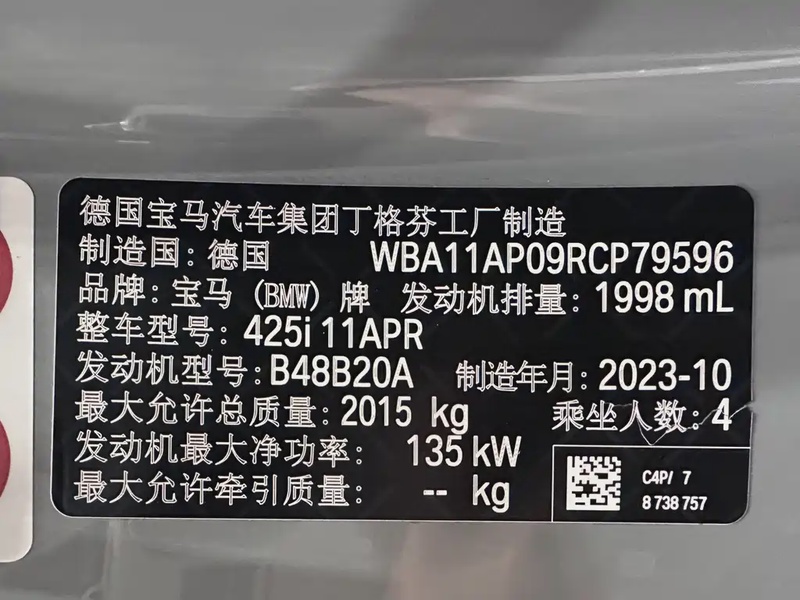 德国宝马汽车集团丁格芬工厂制造
制造国: 德国 WBA11AP09RCP79596
品牌: 宝马 (BMW) 牌 发动机排量: 1998 mL
整车型号: 425i 11APR
发动机型号: B48B20A 制造年月: 2023-10
最大允许总质量: 2015 kg 乘坐人数: 4
发动机最大净功率: 135 kW
最大允许牵引质量: -- kg
C4P/ 7
8 738 757